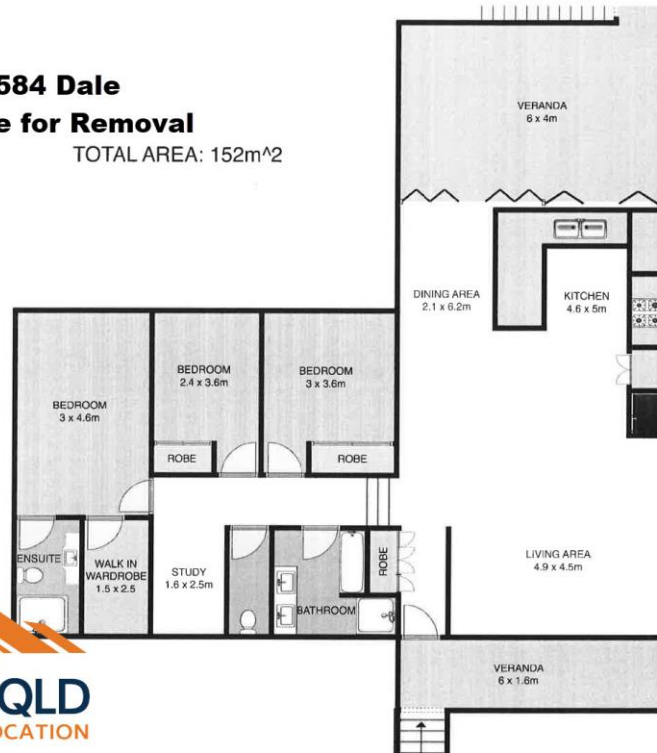 584 Dale
e for Removal
TOTAL AREA: 152m^2
VERANDA
6 x 4m
DINING AREA
2.1 x 6.2m
KITCHEN
4.6 x 5m
BEDROOM
3 x 4.6m
BEDROOM
2.4 x 3.6m
BEDROOM
3 x 3.6m
ROBE
ROBE
ENSUITE
WALK IN
WARDROBE
1.5 x 2.5
STUDY
1.6 x 2.5m
BATHROOM
ROBE
LIVING AREA
4.9 x 4.5m
VERANDA
6 x 1.6m
QLD
OCATION